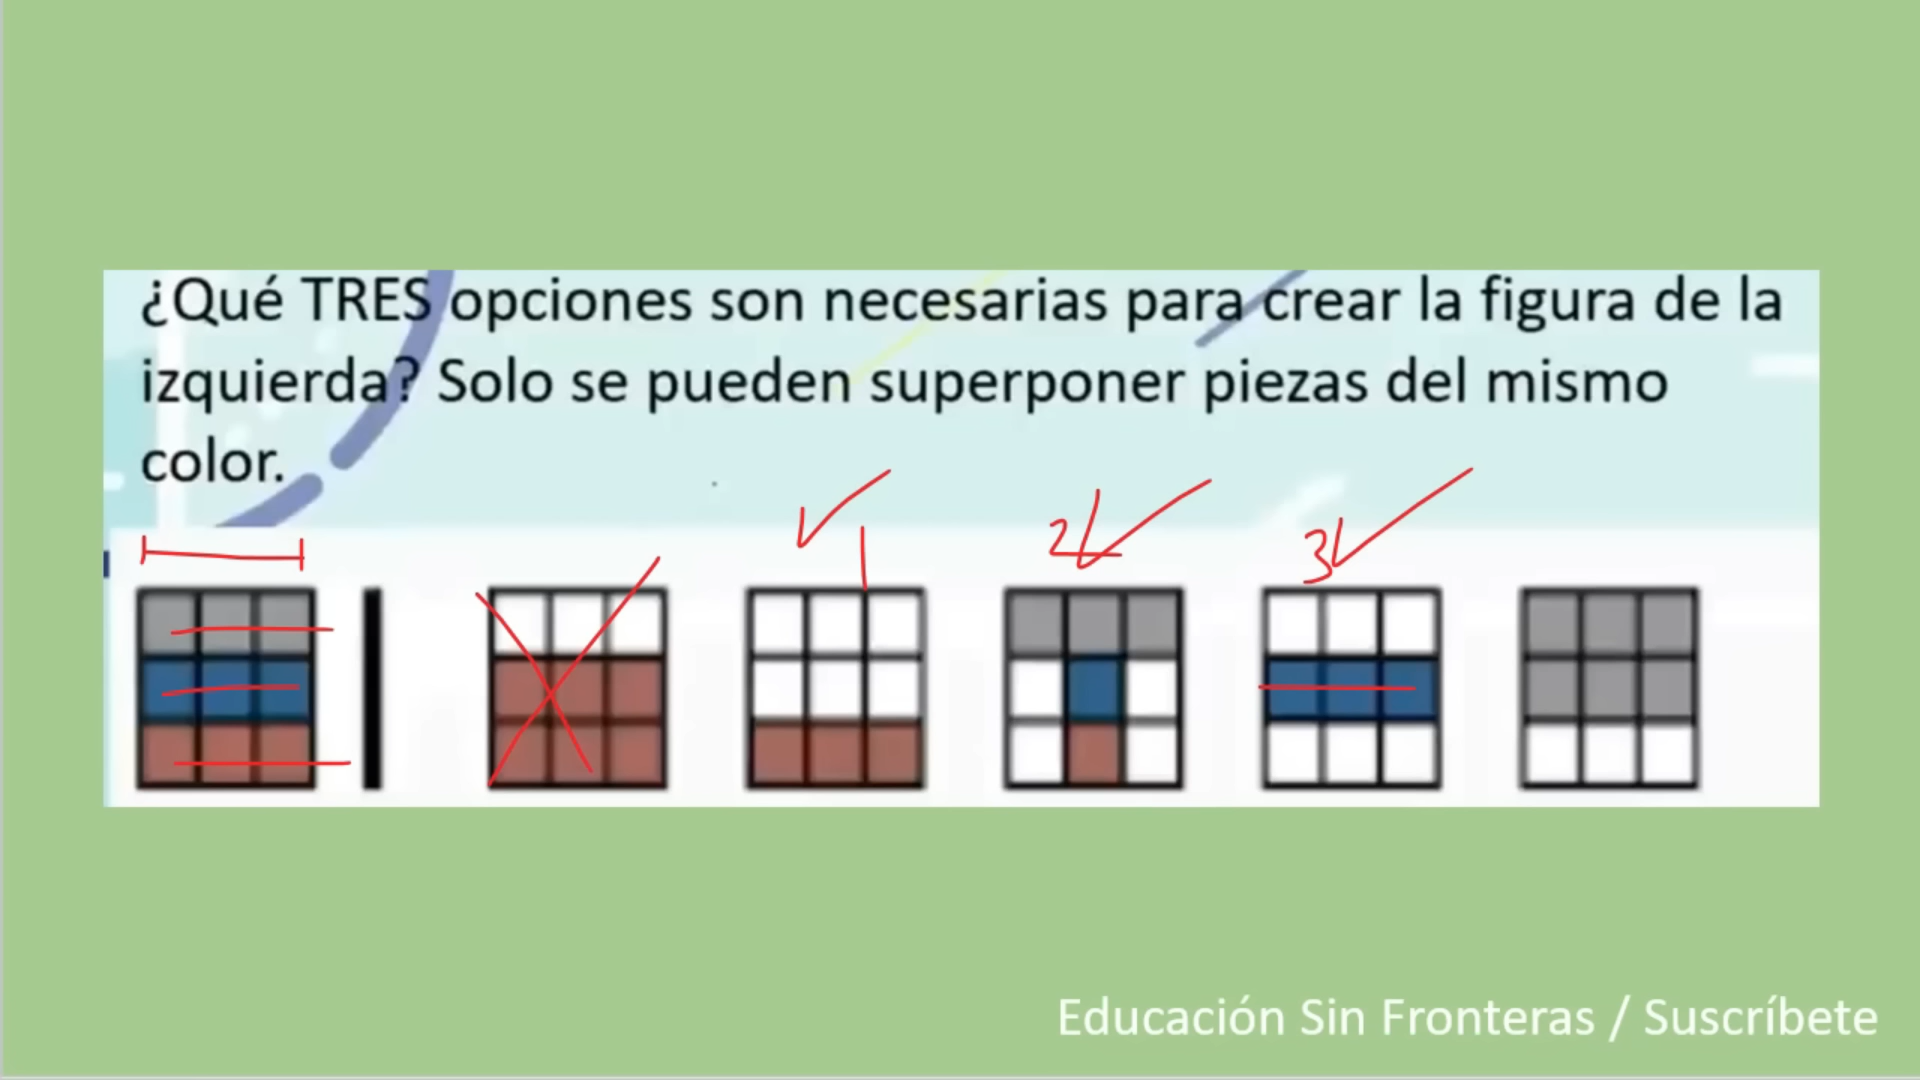 ¿Qué TRES opciones son necesarias para crear la figura de la
izquierda? Solo se pueden superponer piezas del mismo
color.
1 2 3
Educación Sin Fronteras / Suscríbete